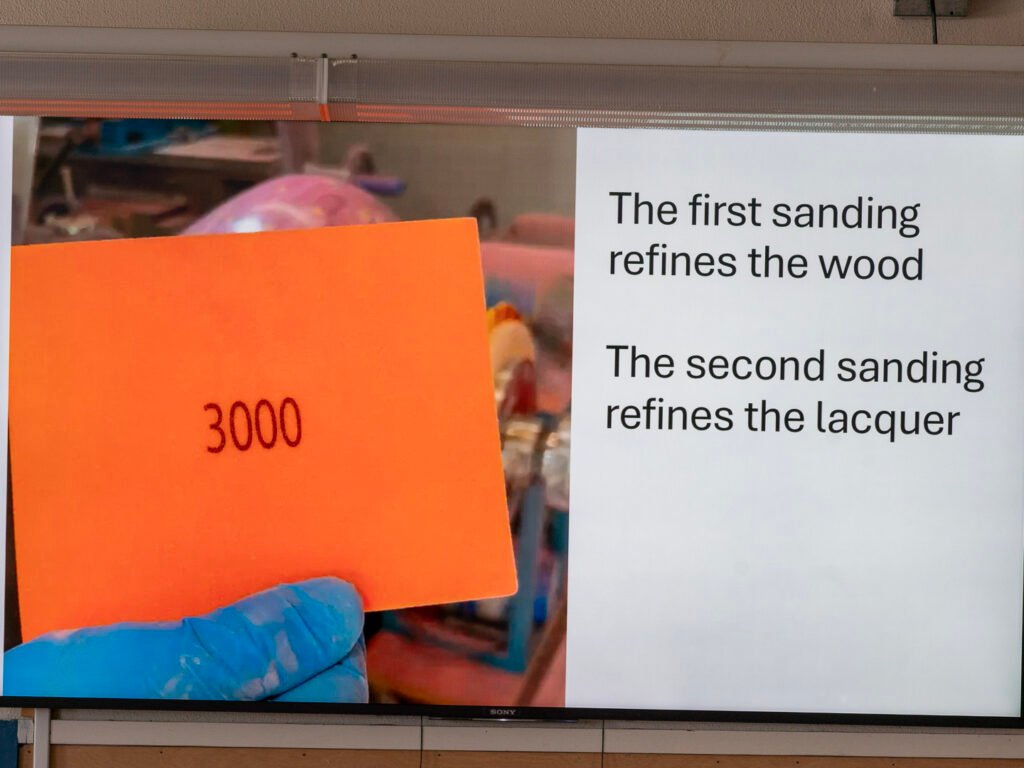 3000
The first sanding
refines the wood
The second sanding
refines the lacquer
SONY